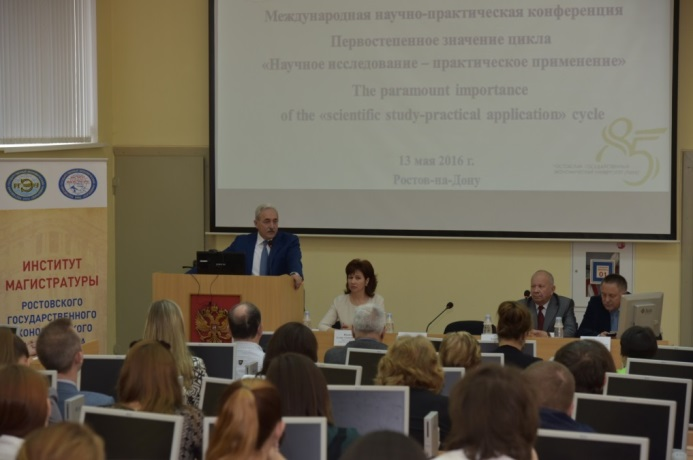 Международная научно-практическая конференция
Первостепенное значение цикла
«Научное исследование – практическое применение»
The paramount importance
of the «scientific study-practical application» cycle
85
13 мая 2016 г.
Ростов-на-Дону
ИНСТИТУТ
МАГИСТРАТУРЫ
РОСТОВСКОГО
ГОСУДАРСТВЕННОГО